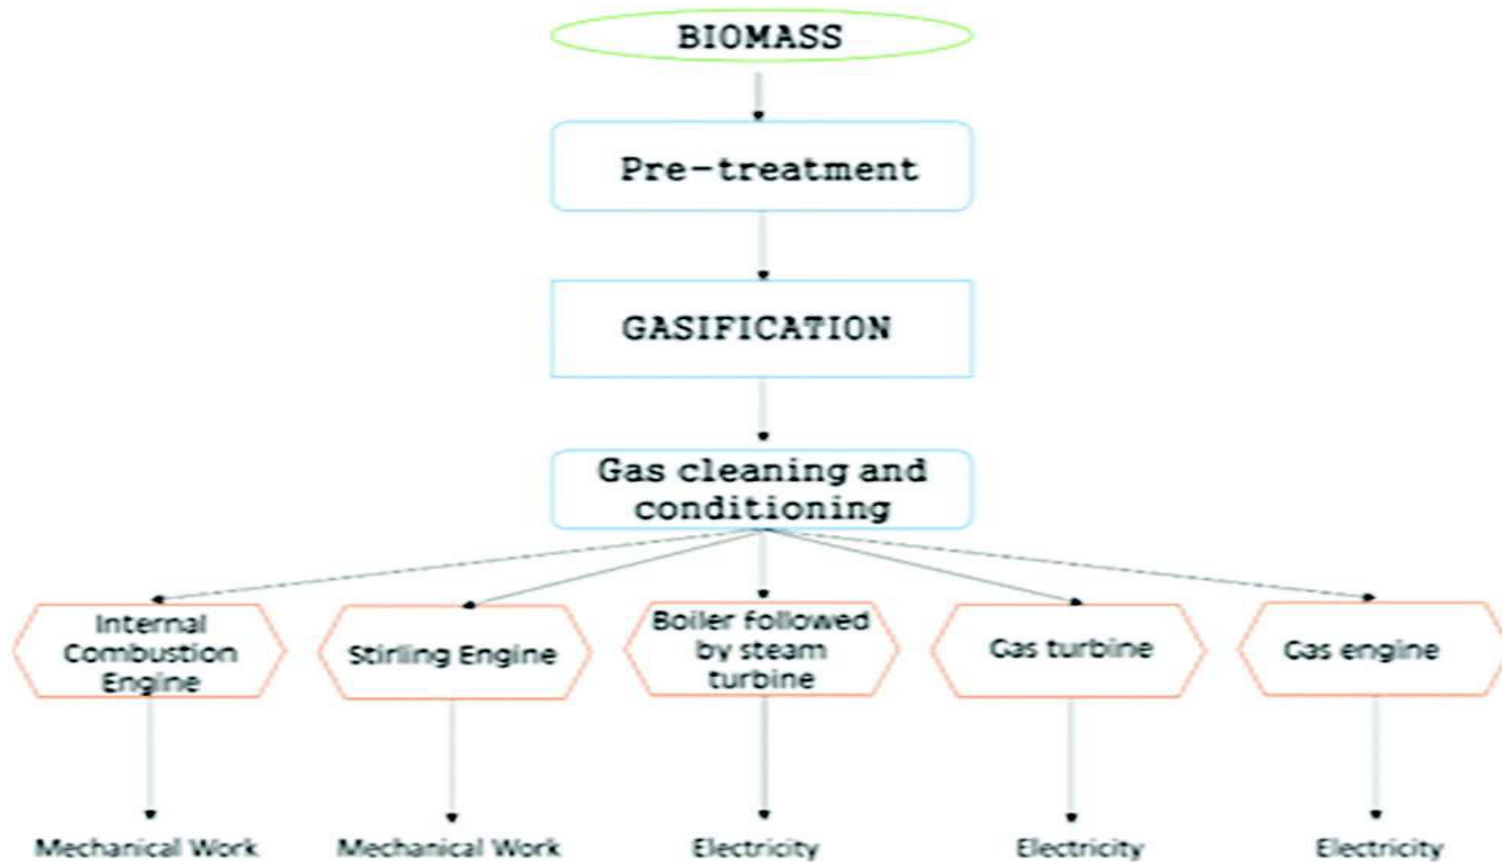 BIOMASS
Pre-treatment
GASIFICATION
Gas cleaning and
conditioning
Internal
Combustion
Engine
Stirling Engine
Boiler followed
by steam
turbine
Gas turbine
Gas engine
Mechanical Work
Mechanical Work
Electricity
Electricity
Electricity